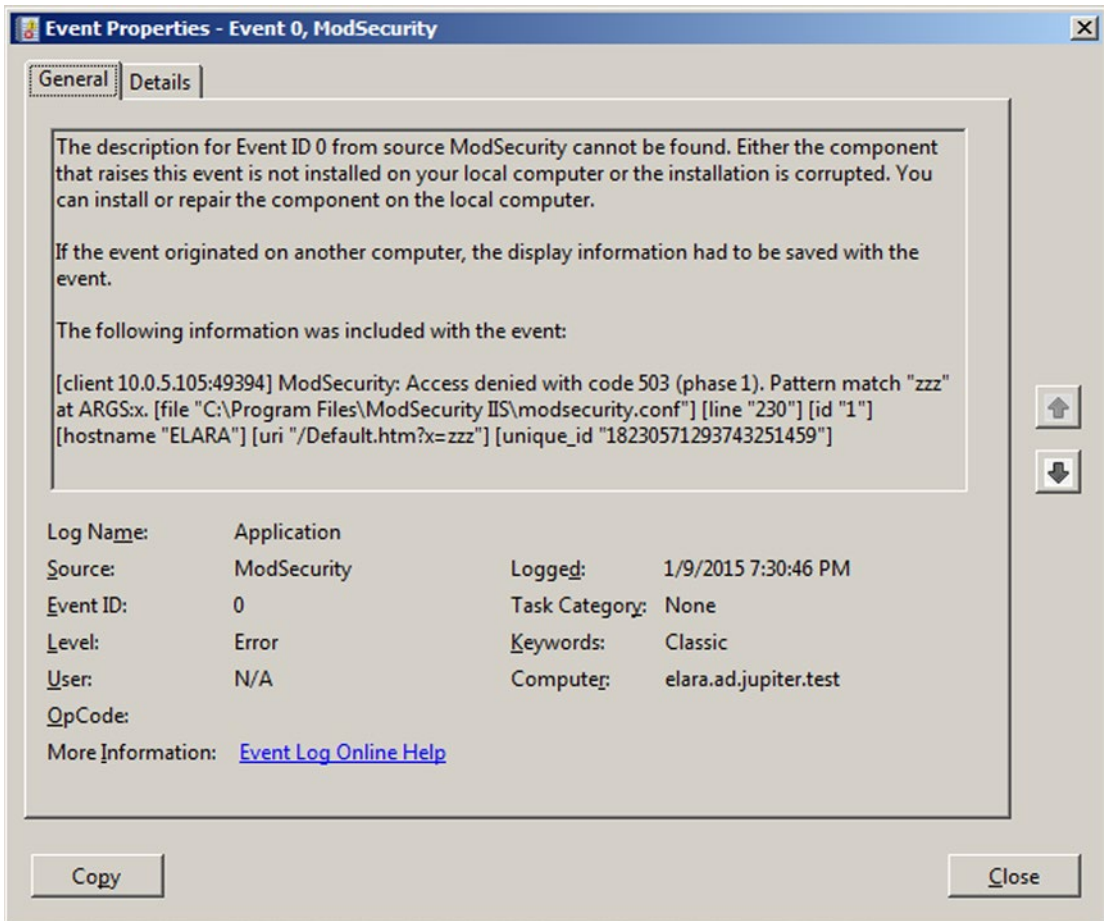 Event Properties - Event 0, ModSecurity
General
Details
The description for Event ID 0 from source ModSecurity cannot be found. Either the component
that raises this event is not installed on your local computer or the installation is corrupted. You
can install or repair the component on the local computer.
If the event originated on another computer, the display information had to be saved with the
event.
The following information was included with the event:
[client 10.0.5.105:49394] ModSecurity: Access denied with code 503 (phase 1). Pattern match "zzz"
at ARGS:x. [file "C:\Program Files\ModSecurity IIS\modsecurity.conf"] [line "230"] [id "1"]
[hostname "ELARA"] [uri "/Default.htm?x=zzz"] [unique_id "18230571293743251459"]
Log Name: Application
Source: ModSecurity Logged: 1/9/2015 7:30:46 PM
Event ID: 0 Task Category: None
Level: Error Keywords: Classic
User: N/A Computer: elara.ad.jupiter.test
OpCode:
More Information: Event Log Online Help
Copy
Close